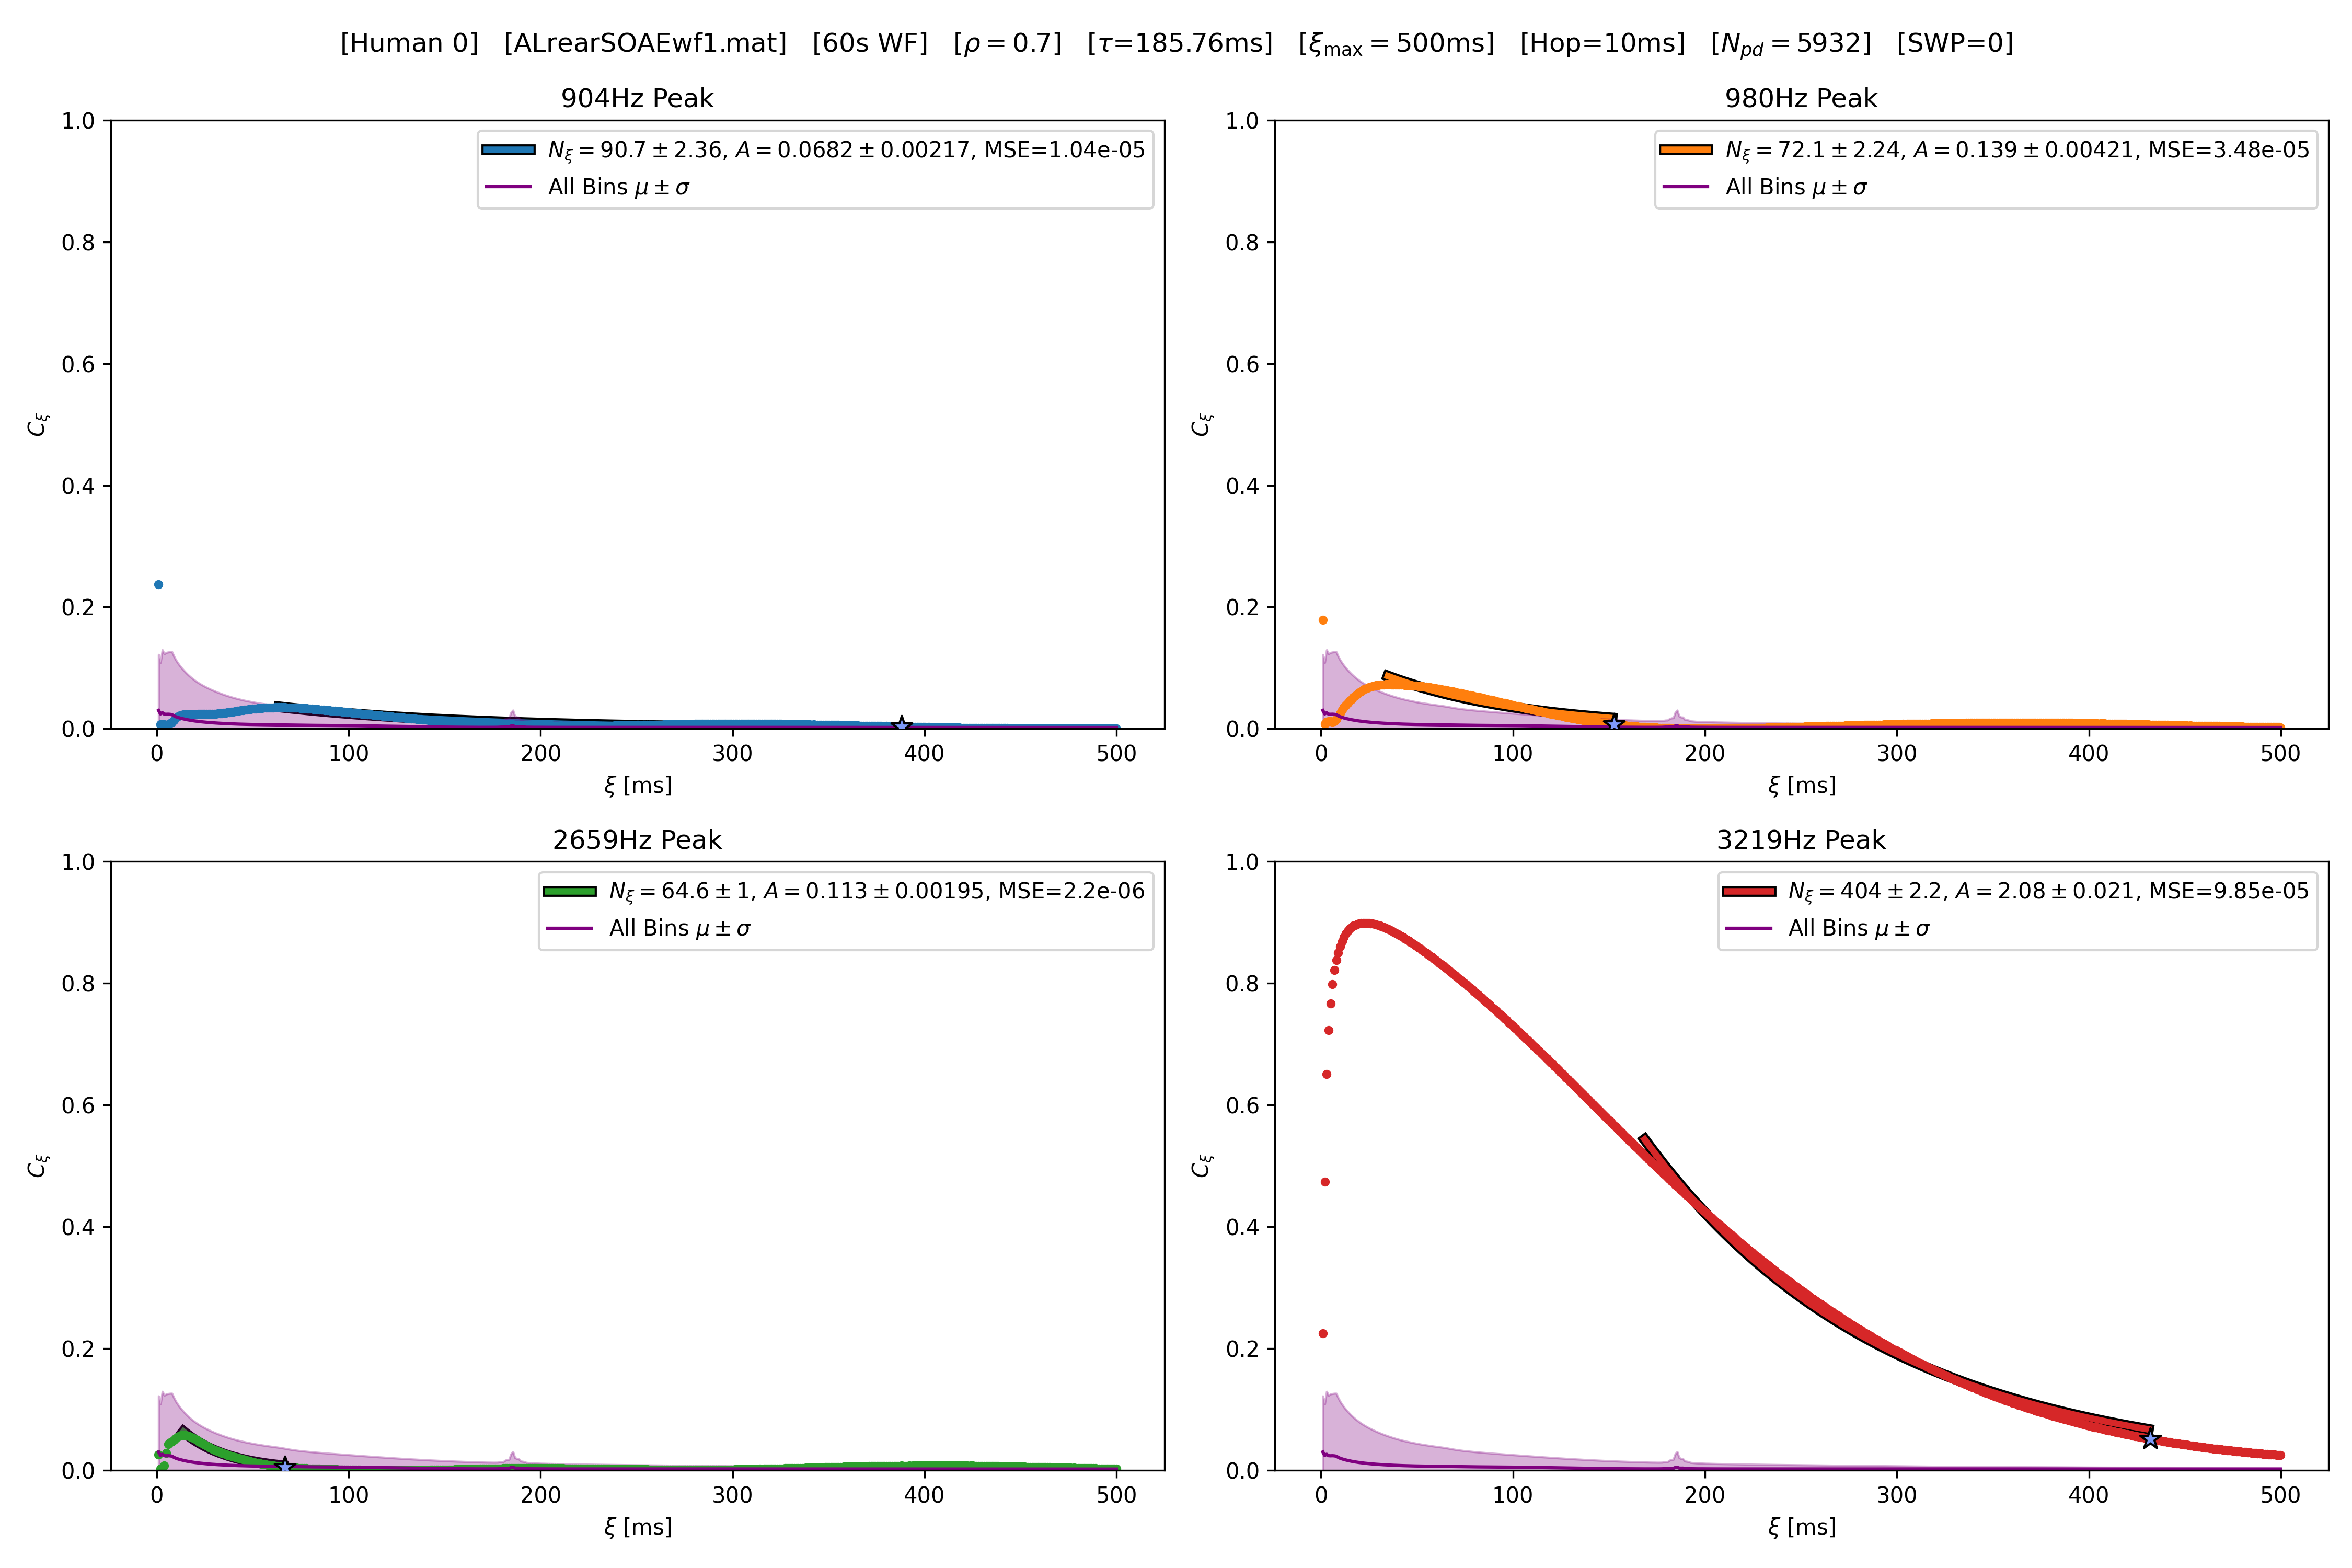 [Human 0] [ALrearSOAEwf1.mat] [60s WF] [ρ = 0.7] [τ=185.76ms] [ξmax = 500ms] [Hop=10ms] [Npd = 5932] [SWP=0]
904Hz Peak
Nξ = 90.7 ± 2.36, A = 0.0682 ± 0.00217, MSE=1.04e-05
All Bins μ ± σ
1.0
0.8
0.6
0.4
0.2
0.0
Cξ
0 100 200 300 400 500
ξ [ms]
980Hz Peak
Nξ = 72.1 ± 2.24, A = 0.139 ± 0.00421, MSE=3.48e-05
All Bins μ ± σ
1.0
0.8
0.6
0.4
0.2
0.0
Cξ
0 100 200 300 400 500
ξ [ms]
2659Hz Peak
Nξ = 64.6 ± 1, A = 0.113 ± 0.00195, MSE=2.2e-06
All Bins μ ± σ
1.0
0.8
0.6
0.4
0.2
0.0
Cξ
0 100 200 300 400 500
ξ [ms]
3219Hz Peak
Nξ = 404 ± 2.2, A = 2.08 ± 0.021, MSE=9.85e-05
All Bins μ ± σ
1.0
0.8
0.6
0.4
0.2
0.0
Cξ
0 100 200 300 400 500
ξ [ms]